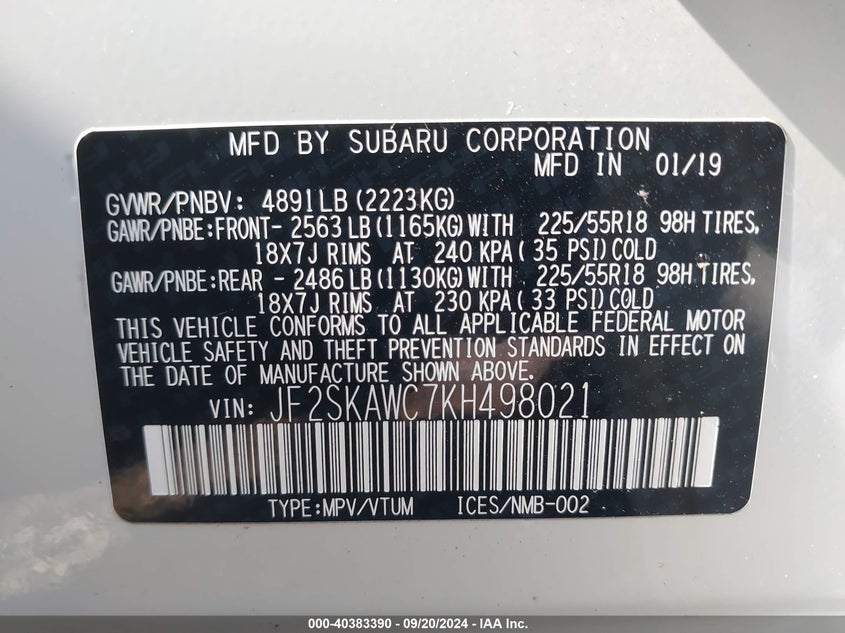 MFD BY SUBARU CORPORATION
MFD IN 01/19
GVWR/PNBV: 4891LB(2223KG)
GAWR/PNBE:FRONT- 2563LB(1165KG)WITH 225/55R18 98H TIRES,
18X7J RIMS AT 240 KPA( 35 PSI)COLD
GAWR/PNBE:REAR - 2486LB(1130KG)WITH 225/55R18 98H TIRES,
18X7J RIMS AT 230 KPA( 33 PSI)COLD
THIS VEHICLE CONFORMS TO ALL APPLICABLE FEDERAL MOTOR
VEHICLE SAFETY AND THEFT PREVENTION STANDARDS IN EFFECT ON
THE DATE OF MANUFACTURE SHOWN ABOVE.
VIN: JF2SKAWC7KH498021
TYPE:MPV/VTUM ICES/NMB-002
000-40383390 - 09/20/2024 - IAA Inc.